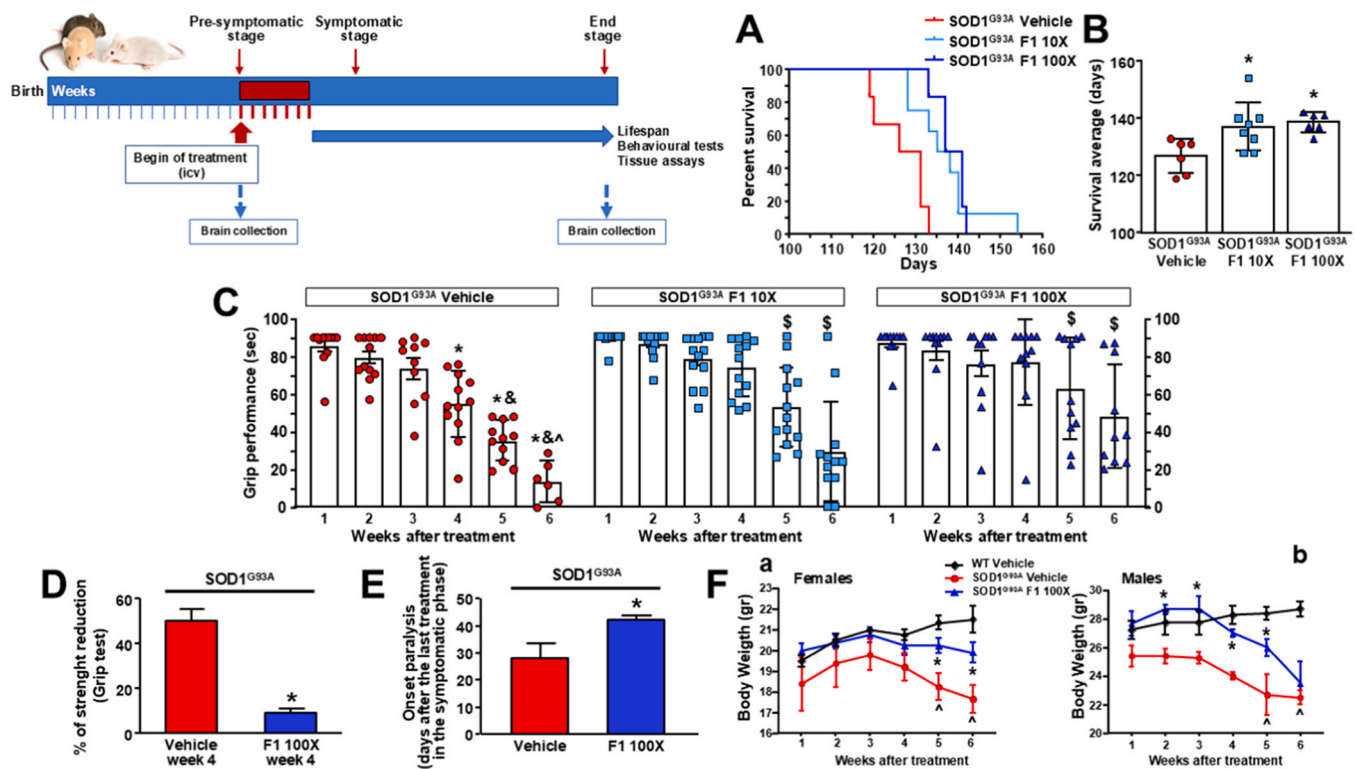 Pre-symptomatic
stage
Symptomatic
stage
End
stage
Birth
Weeks
Begin of treatment
(icv)
Lifespan
Behavioural tests
Tissue assays
Brain collection
Brain collection
A
SOD1G93A Vehicle
SOD1G93A F1 10X
SOD1G93A F1 100X
Percent survival
100
80
60
40
20
0
100 110 120 130 140 150 160
Days
B
Survival average (days)
160
140
120
100
*
*
SOD1G93A
Vehicle
SOD1G93A
F1 10X
SOD1G93A
F1 100X
C
SOD1G93A Vehicle
SOD1G93A F1 10X
SOD1G93A F1 100X
Grip performance (sec)
100
80
60
40
20
0
*
*&
*&^
$
$
$
$
100
80
60
40
20
0
1 2 3 4 5 6
1 2 3 4 5 6
1 2 3 4 5 6
Weeks after treatment
Weeks after treatment
Weeks after treatment
D
SOD1G93A
% of strenght reduction
(Grip test)
60
40
20
0
*
Vehicle
week 4
F1 100X
week 4
E
SOD1G93A
Onset paralysis
(days after the last treatment
in the symptomatic phase)
50
40
30
20
10
0
*
Vehicle
F1 100X
F
a
Females
WT Vehicle
SOD1G93A Vehicle
SOD1G93A F1 100X
Body Weigth (gr)
23
22
21
20
19
18
17
16
*
*
^
^
1 2 3 4 5 6
Weeks after treatment
b
Males
Body Weigth (gr)
30
28
26
24
22
20
*
*
*
*
^
^
1 2 3 4 5 6
Weeks after treatment